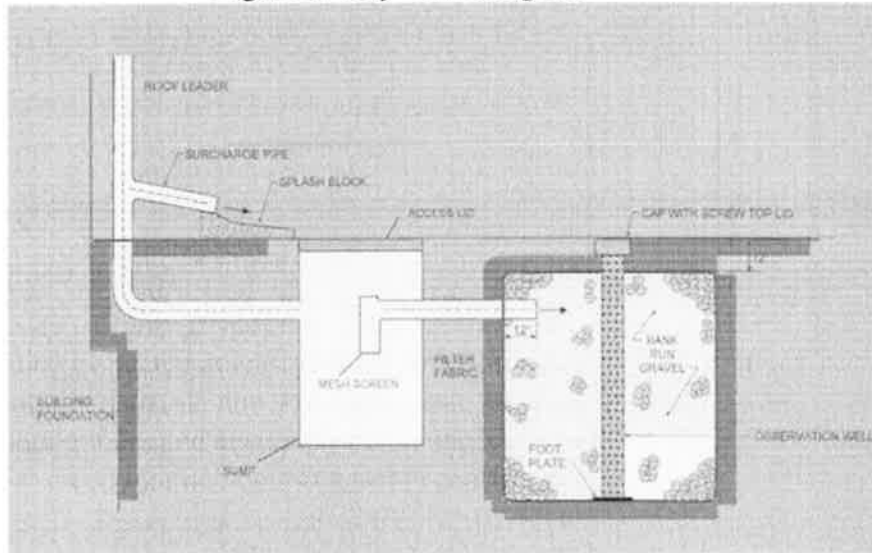 ROOF LEADER
SURCHARGE PIPE
SPLASH BLOCK
ACCESS LID
CAP WITH SCREW TOP LID
12"
MESH SCREEN
FILTER
FABRIC
BANK
RUN
GRAVEL
BUILDING
FOUNDATION
SUMP
FOOT
PLATE
OBSERVATION WELL